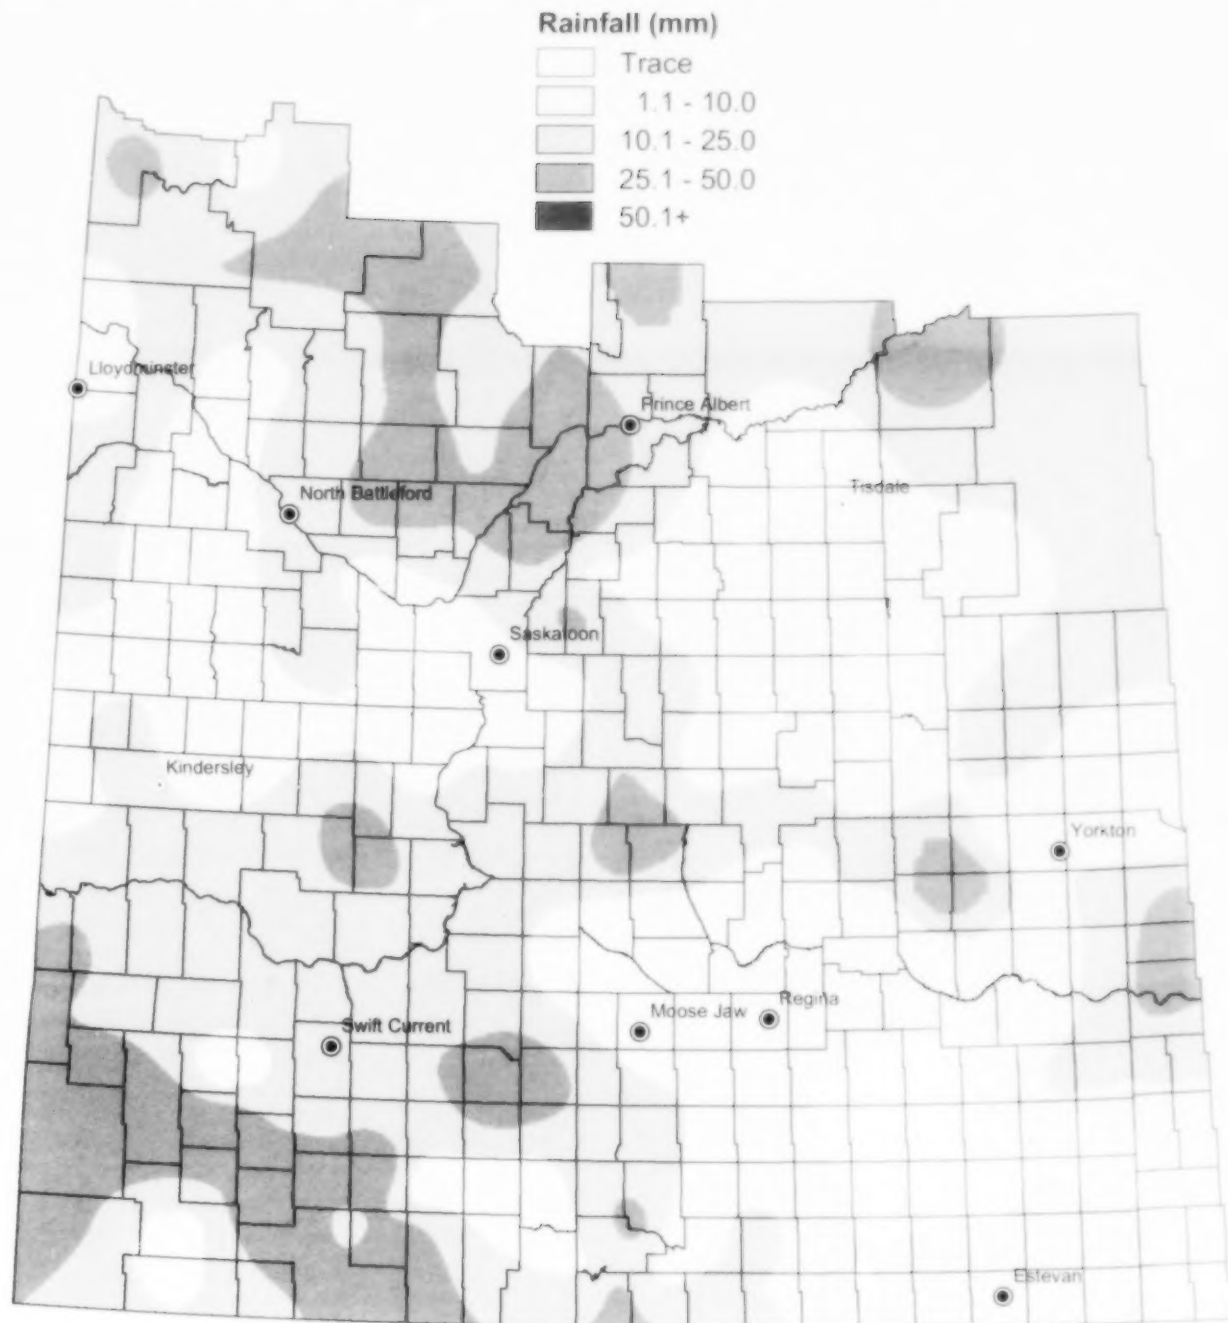 Rainfall (mm)
Trace
1.1 - 10.0
10.1 - 25.0
25.1 - 50.0
50.1+
Lloydminster
Prince Albert
North Battleford
Tisdale
Saskatoon
Kindersley
Yorkton
Moose Jaw
Regina
Swift Current
Estevan